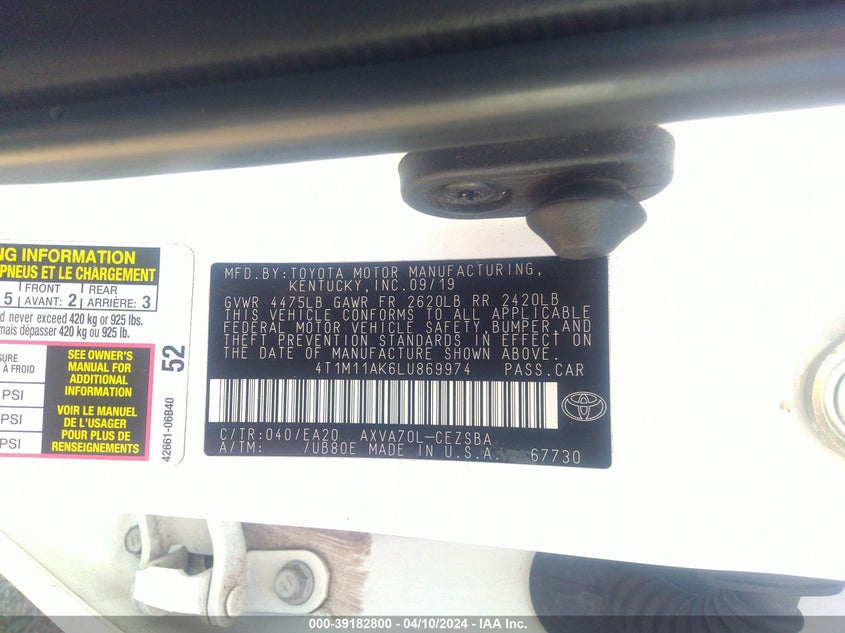 NG INFORMATION
PNEUS ET LE CHARGEMENT
5 FRONT AVANT: 2 REAR ARRIÈRE: 3
d never exceed 420 kg or 925 lbs.
mais dépasser 420 kg ou 925 lb.
SURE
À FROID
PSI
PSI
PSI
SEE OWNER'S
MANUAL FOR
ADDITIONAL
INFORMATION
VOIR LE MANUEL
DE L'USAGER
POUR PLUS DE
RENSEIGNEMENTS
52
42661-06B40
MFD.BY:TOYOTA MOTOR MANUFACTURING,
KENTUCKY, INC.09/19
GVWR 4475LB GAWR FR 2620LB RR 2420LB
THIS VEHICLE CONFORMS TO ALL APPLICABLE
FEDERAL MOTOR VEHICLE SAFETY,BUMPER,AND
THEFT PREVENTION STANDARDS IN EFFECT ON
THE DATE OF MANUFACTURE SHOWN ABOVE.
4T1M11AK6LU869974 PASS.CAR
C/TR:040/EA20 AXVA70L-CEZSBA
A/TM: /UB80E MADE IN U.S.A. 67730
000-39182800 - 04/10/2024 - IAA Inc.